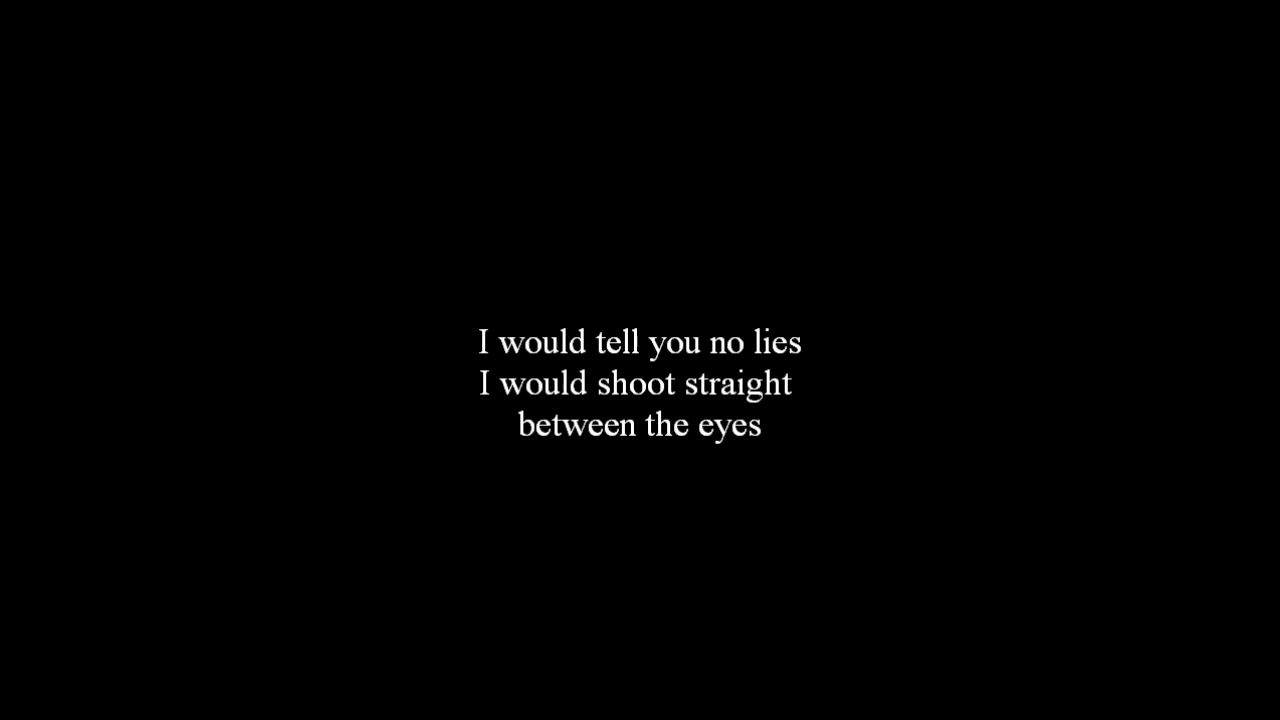 I would tell you no lies
I would shoot straight
between the eyes